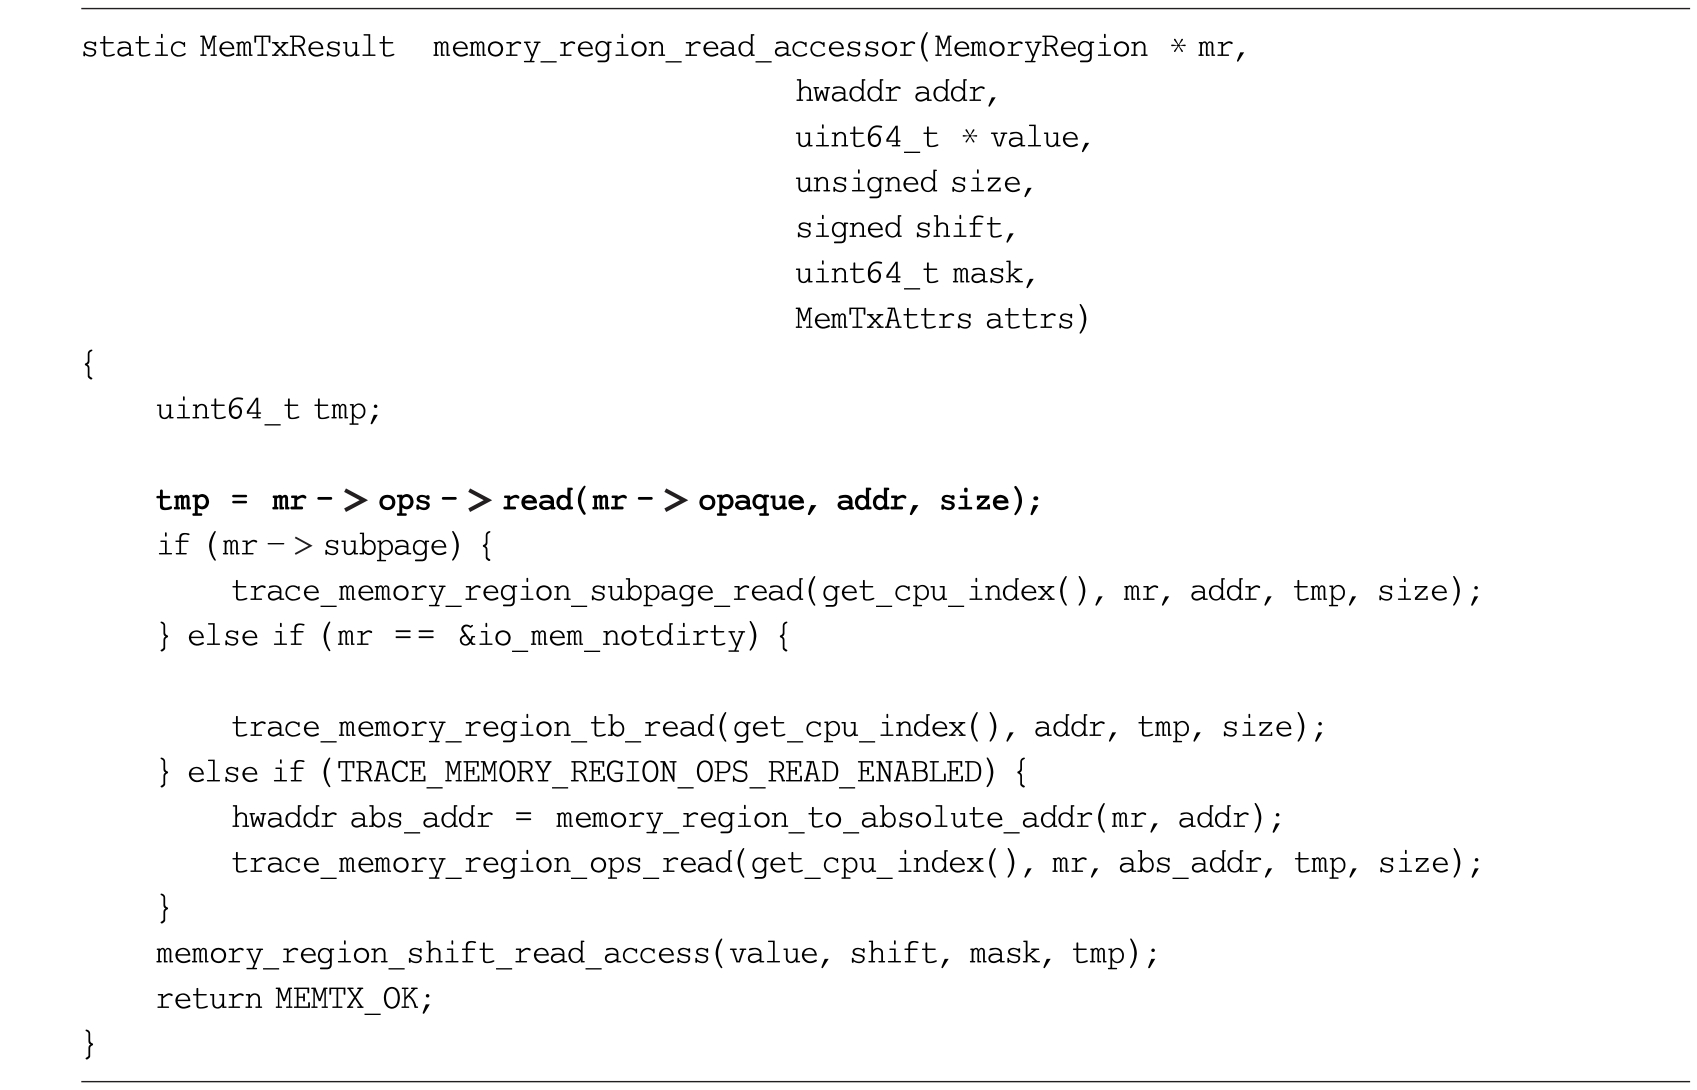 static MemTxResult  memory_region_read_accessor(MemoryRegion * mr,
hwaddr addr,
uint64_t * value,
unsigned size,
signed shift,
uint64_t mask,
MemTxAttrs attrs)
{
uint64_t tmp;
tmp = mr -> ops -> read(mr -> opaque, addr, size);
if (mr -> subpage) {
trace_memory_region_subpage_read(get_cpu_index(), mr, addr, tmp, size);
} else if (mr == &io_mem_notdirty) {
trace_memory_region_tb_read(get_cpu_index(), addr, tmp, size);
} else if (TRACE_MEMORY_REGION_OPS_READ_ENABLED) {
hwaddr abs_addr = memory_region_to_absolute_addr(mr, addr);
trace_memory_region_ops_read(get_cpu_index(), mr, abs_addr, tmp, size);
}
memory_region_shift_read_access(value, shift, mask, tmp);
return MEMTX_OK;
}